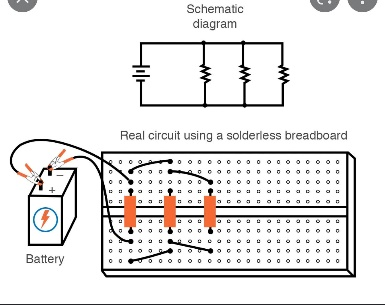 Schematic
diagram
Real circuit using a solderless breadboard
- +
Battery